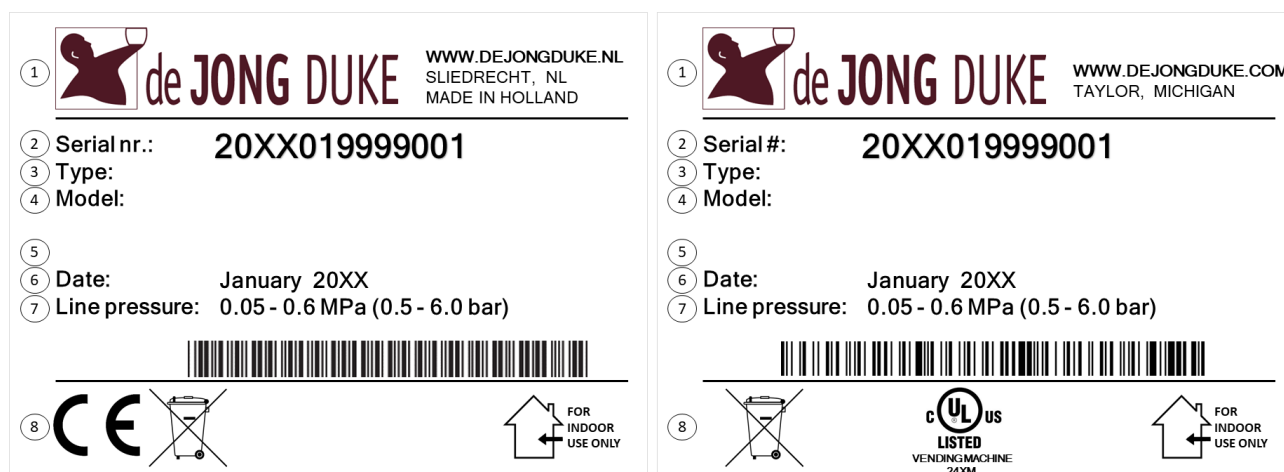 1
de JONG DUKE
WWW.DEJONGDUKE.NL
SLIEDRECHT, NL
MADE IN HOLLAND
2 Serial nr.: 20XX019999001
3 Type:
4 Model:
5
6 Date: January 20XX
7 Line pressure: 0.05 - 0.6 MPa (0.5 - 6.0 bar)
8
CE
FOR
INDOOR
USE ONLY
1
de JONG DUKE
WWW.DEJONGDUKE.COM
TAYLOR, MICHIGAN
2 Serial #: 20XX019999001
3 Type:
4 Model:
5
6 Date: January 20XX
7 Line pressure: 0.05 - 0.6 MPa (0.5 - 6.0 bar)
8
C UL ® US
LISTED
VENDING MACHINE
24XM
FOR
INDOOR
USE ONLY